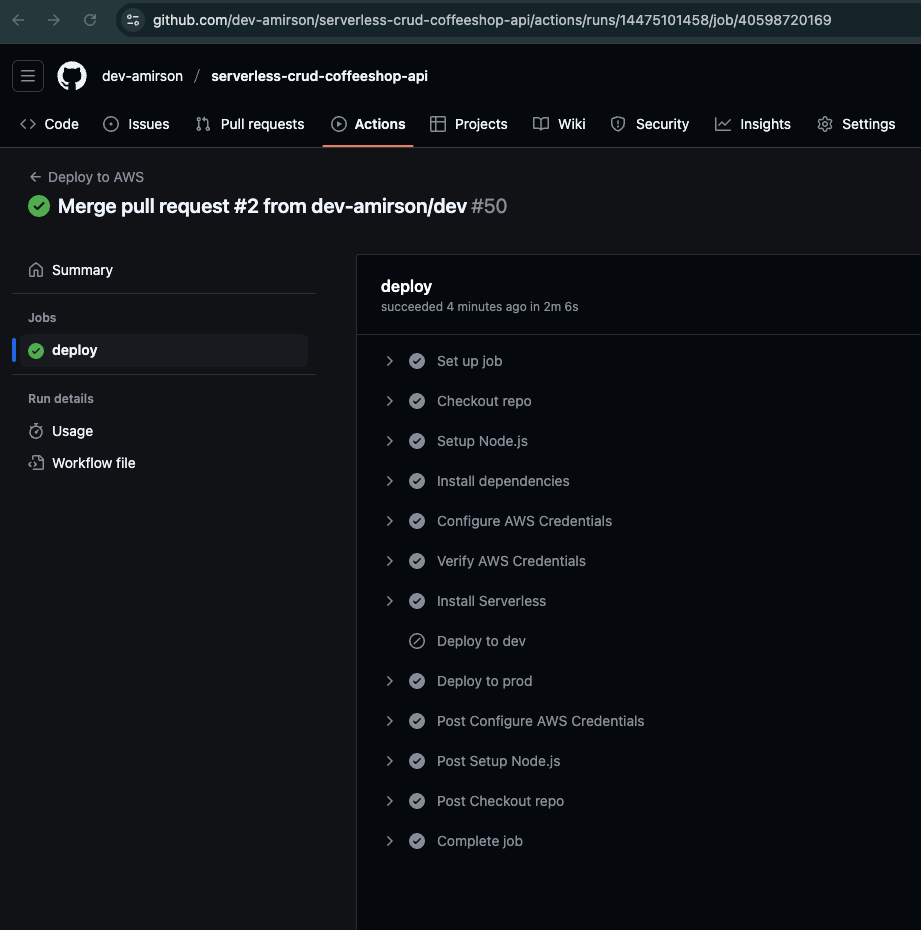 github.com/dev-amirson/serverless-crud-coffeeshop-api/actions/runs/14475101458/job/40598720169
dev-amirson / serverless-crud-coffeeshop-api
Code Issues Pull requests Actions Projects Wiki Security Insights Settings
Deploy to AWS
Merge pull request #2 from dev-amirson/dev #50
Summary
Jobs
deploy
Run details
Usage
Workflow file
deploy
succeeded 4 minutes ago in 2m 6s
Set up job
Checkout repo
Setup Node.js
Install dependencies
Configure AWS Credentials
Verify AWS Credentials
Install Serverless
Deploy to dev
Deploy to prod
Post Configure AWS Credentials
Post Setup Node.js
Post Checkout repo
Complete job